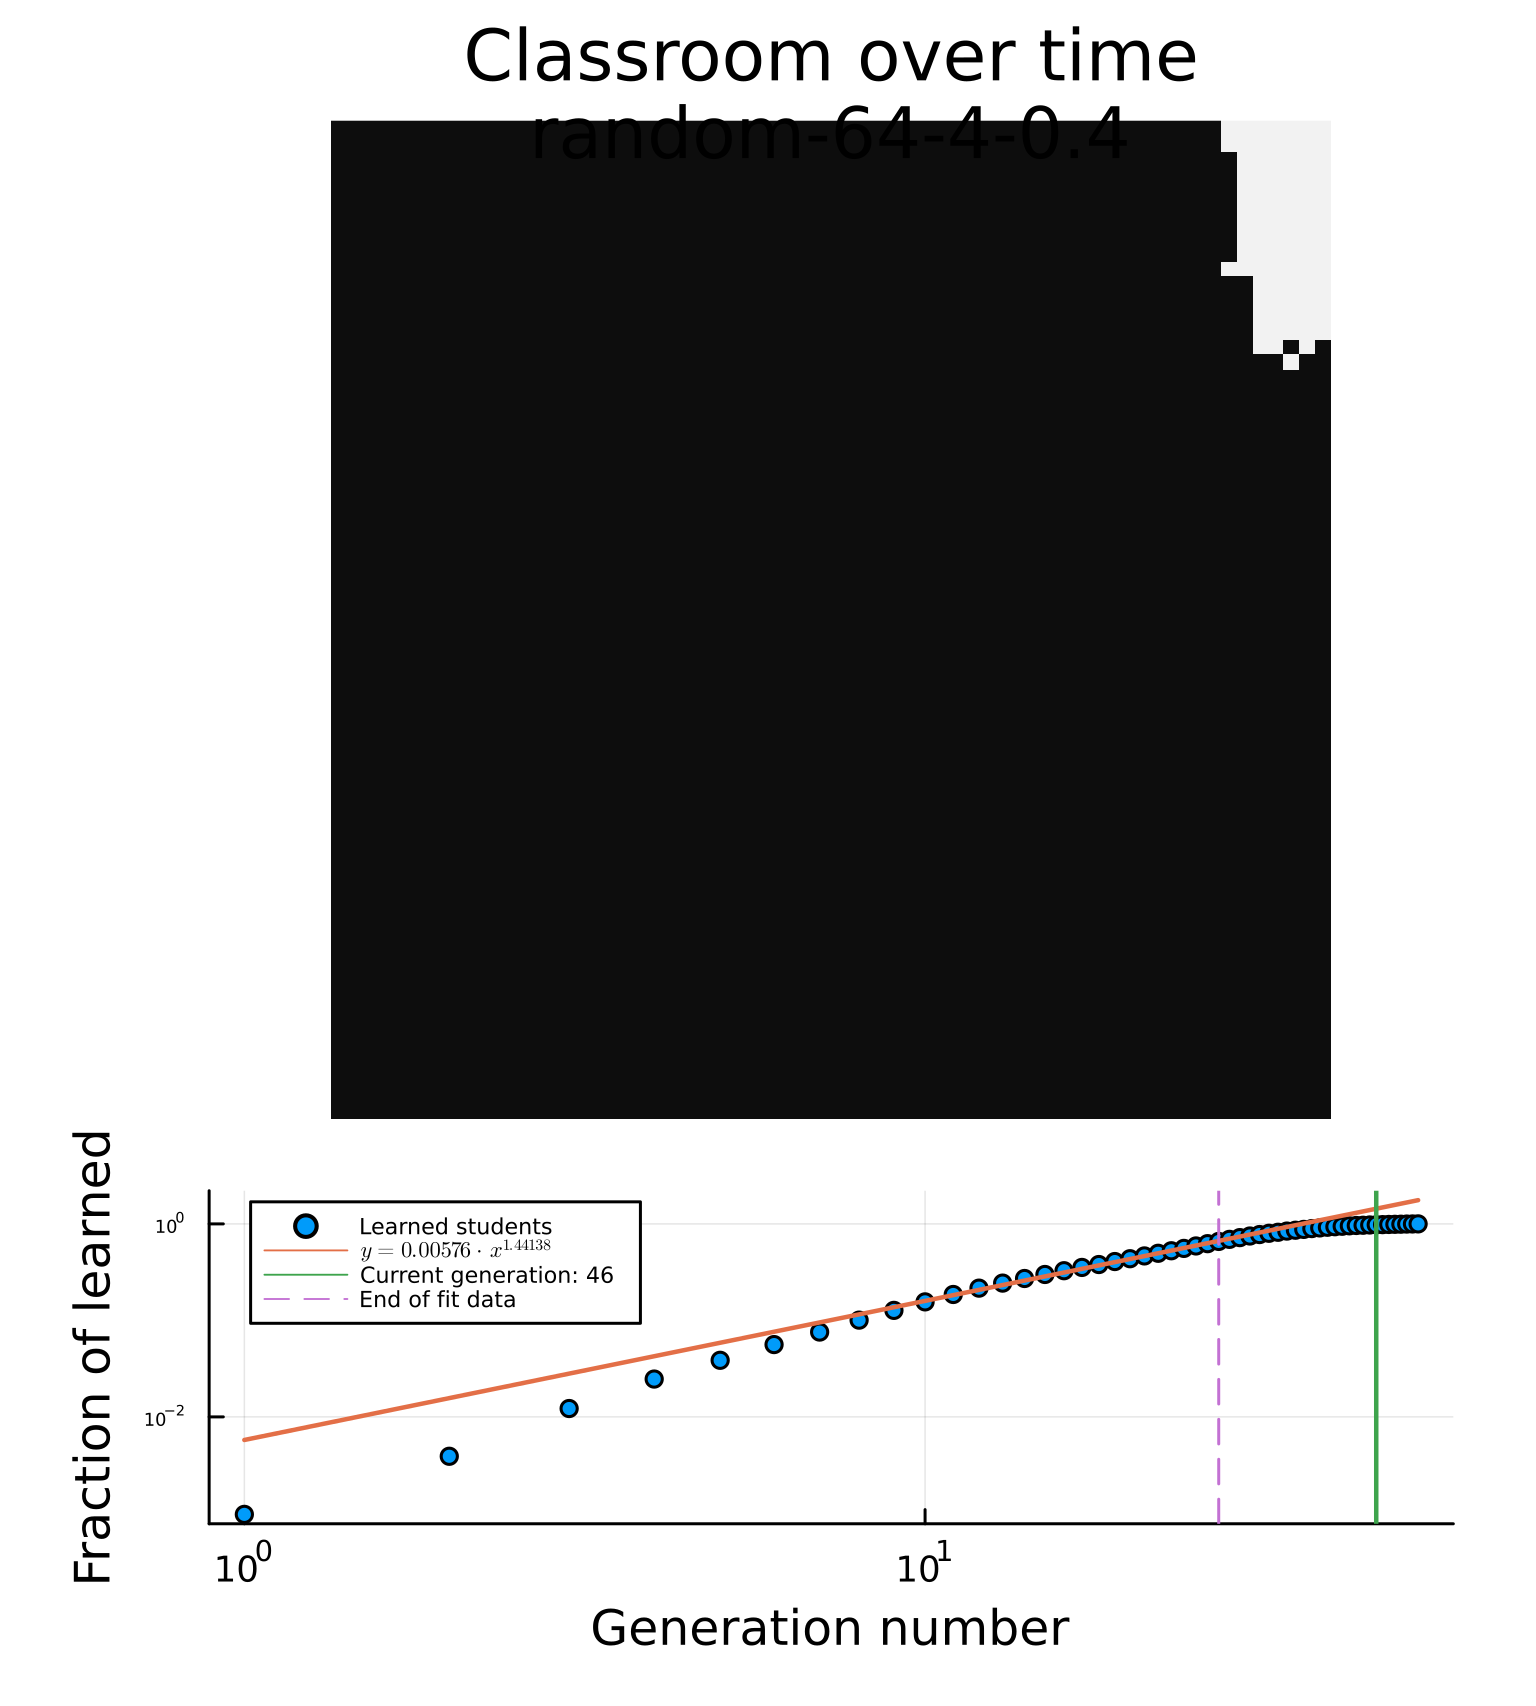 Classroom over time
random-64-4-0.4
Fraction of learned
10⁰
10⁻²
Learned students
y = 0.00576 · x^1.44138
Current generation: 46
End of fit data
10⁰
10¹
Generation number